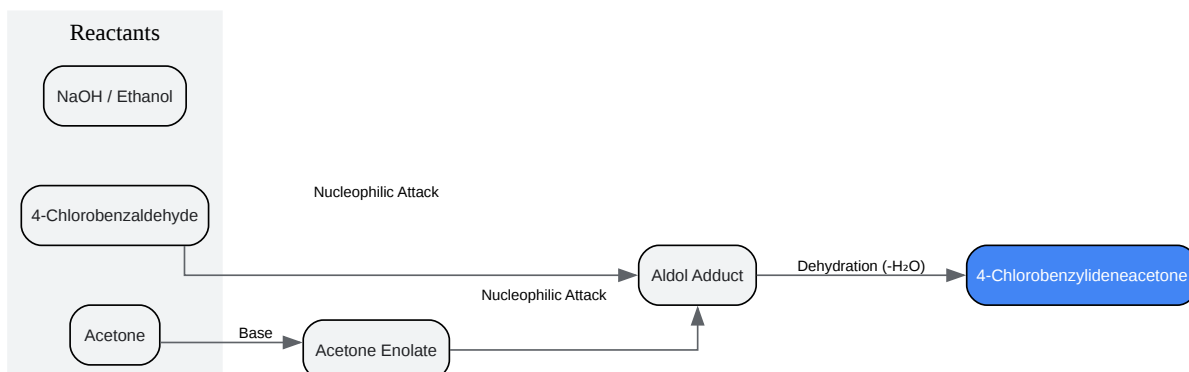 Reactants
NaOH / Ethanol
4-Chlorobenzaldehyde
Nucleophilic Attack
Aldol Adduct
Dehydration (-H₂O)
4-Chlorobenzylideneacetone
Nucleophilic Attack
Acetone
Base
Acetone Enolate